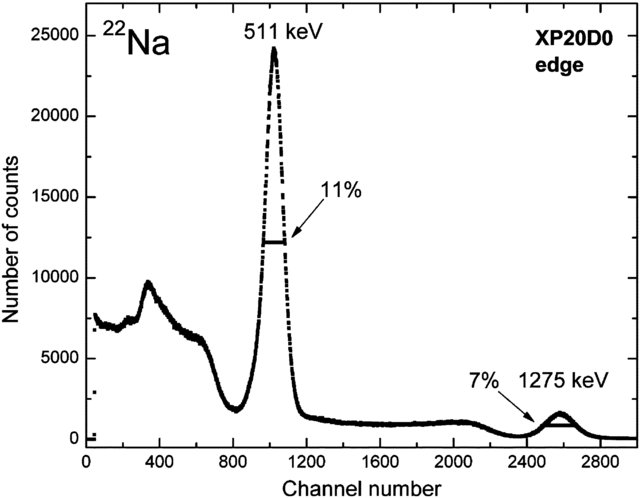 ²²Na
511 keV
XP20D0
edge
11%
7% 1275 keV
25000
20000
15000
10000
5000
0
Number of counts
0 400 800 1200 1600 2000 2400 2800
Channel number